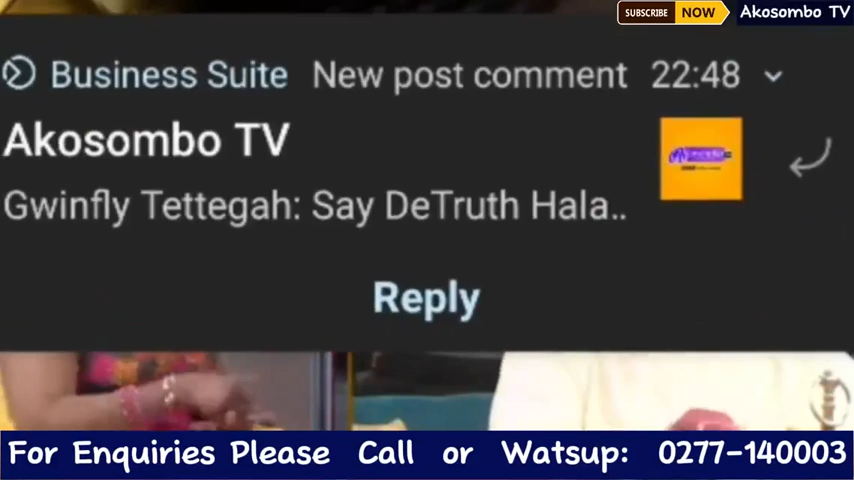 SUBSCRIBE NOW Akosombo TV
Business Suite New post comment 22:48
Akosombo TV
Gwinfly Tettegah: Say DeTruth Hala..
Reply
For Enquiries Please Call or Watsup: 0277-140003